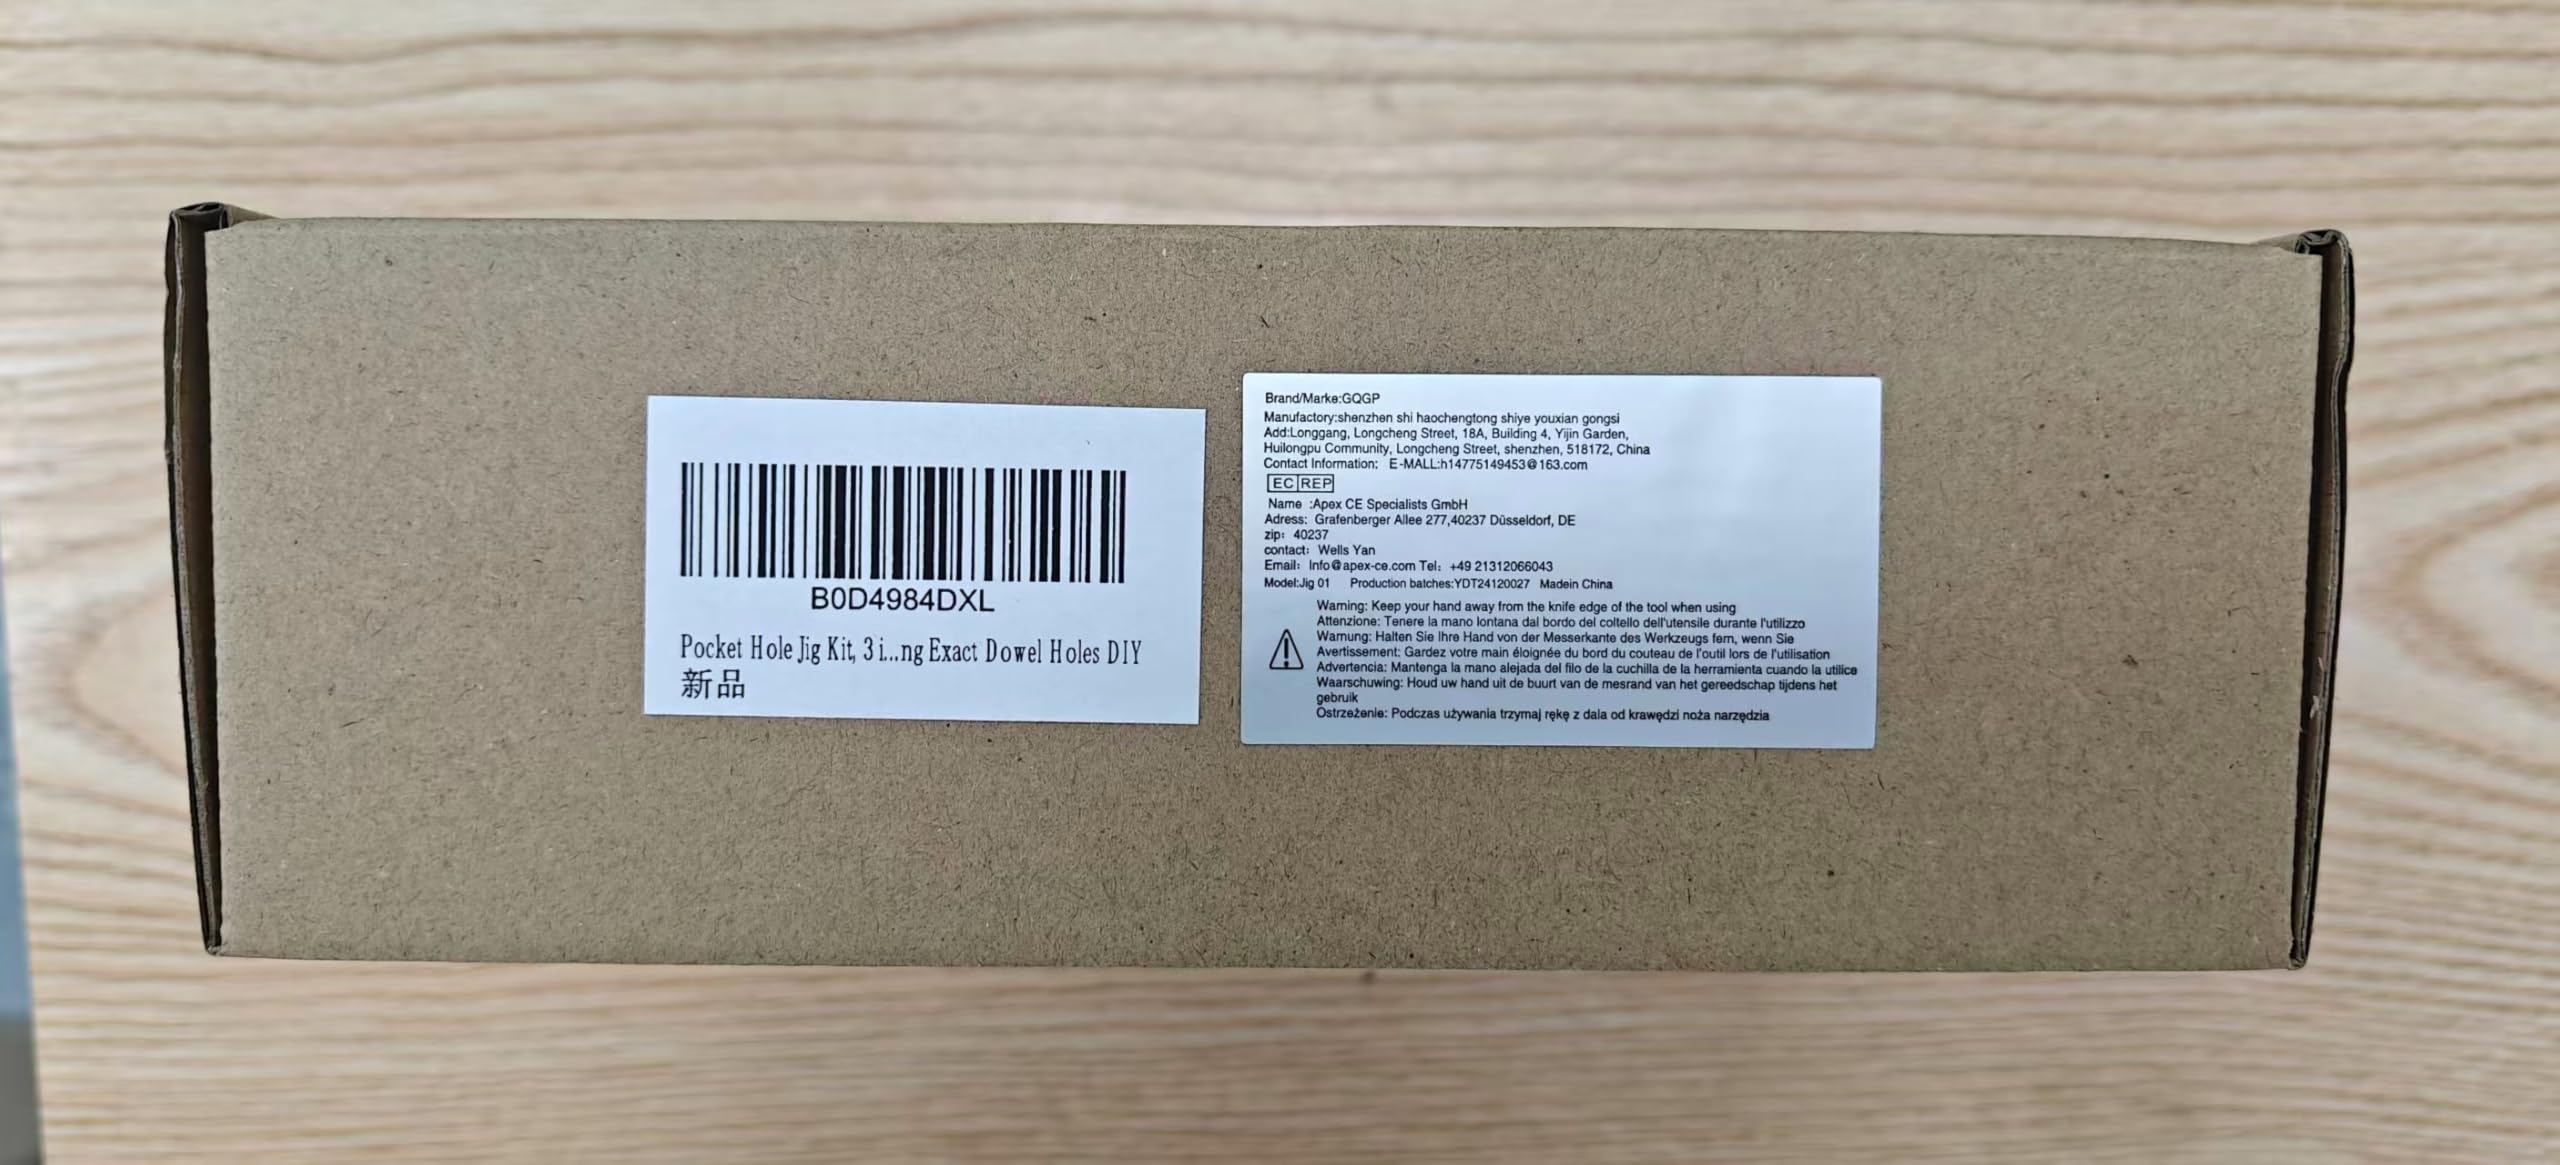 B0D4984DXL
Pocket Hole Jig Kit, 3 i...ng Exact Dowel Holes DIY
新品
Brand/Marke:GQGP
Manufactory:shenzhen shi haochengtong shiye youxian gongsi
Add:Longgang, Longcheng Street, 18A, Building 4, Yijin Garden,
Huilongpu Community, Longcheng Street, shenzhen, 518172, China
Contact Information: E-MALL:h14775149453@163.com
EC REP
Name :Apex CE Specialists GmbH
Adress: Grafenberger Allee 277,40237 Düsseldorf, DE
zip: 40237
contact: Wells Yan
Email: Info@apex-ce.com Tel: +49 21312066043
Model:Jig 01 Production batches:YDT24120027 Madein China
Warning: Keep your hand away from the knife edge of the tool when using
Attenzione: Tenere la mano lontana dal bordo del coltello dell'utensile durante l'utilizzo
Warnung: Halten Sie Ihre Hand von der Messerkante des Werkzeugs fern, wenn Sie
Avertissement: Gardez votre main éloignée du bord du couteau de l'outil lors de l'utilisation
Advertencia: Mantenga la mano alejada del filo de la cuchilla de la herramienta cuando la utilice
Waarschuwing: Houd uw hand uit de buurt van de mesrand van het gereedschap tijdens het
gebruik
Ostrzeżenie: Podczas używania trzymaj rękę z dala od krawędzi noża narzędzia